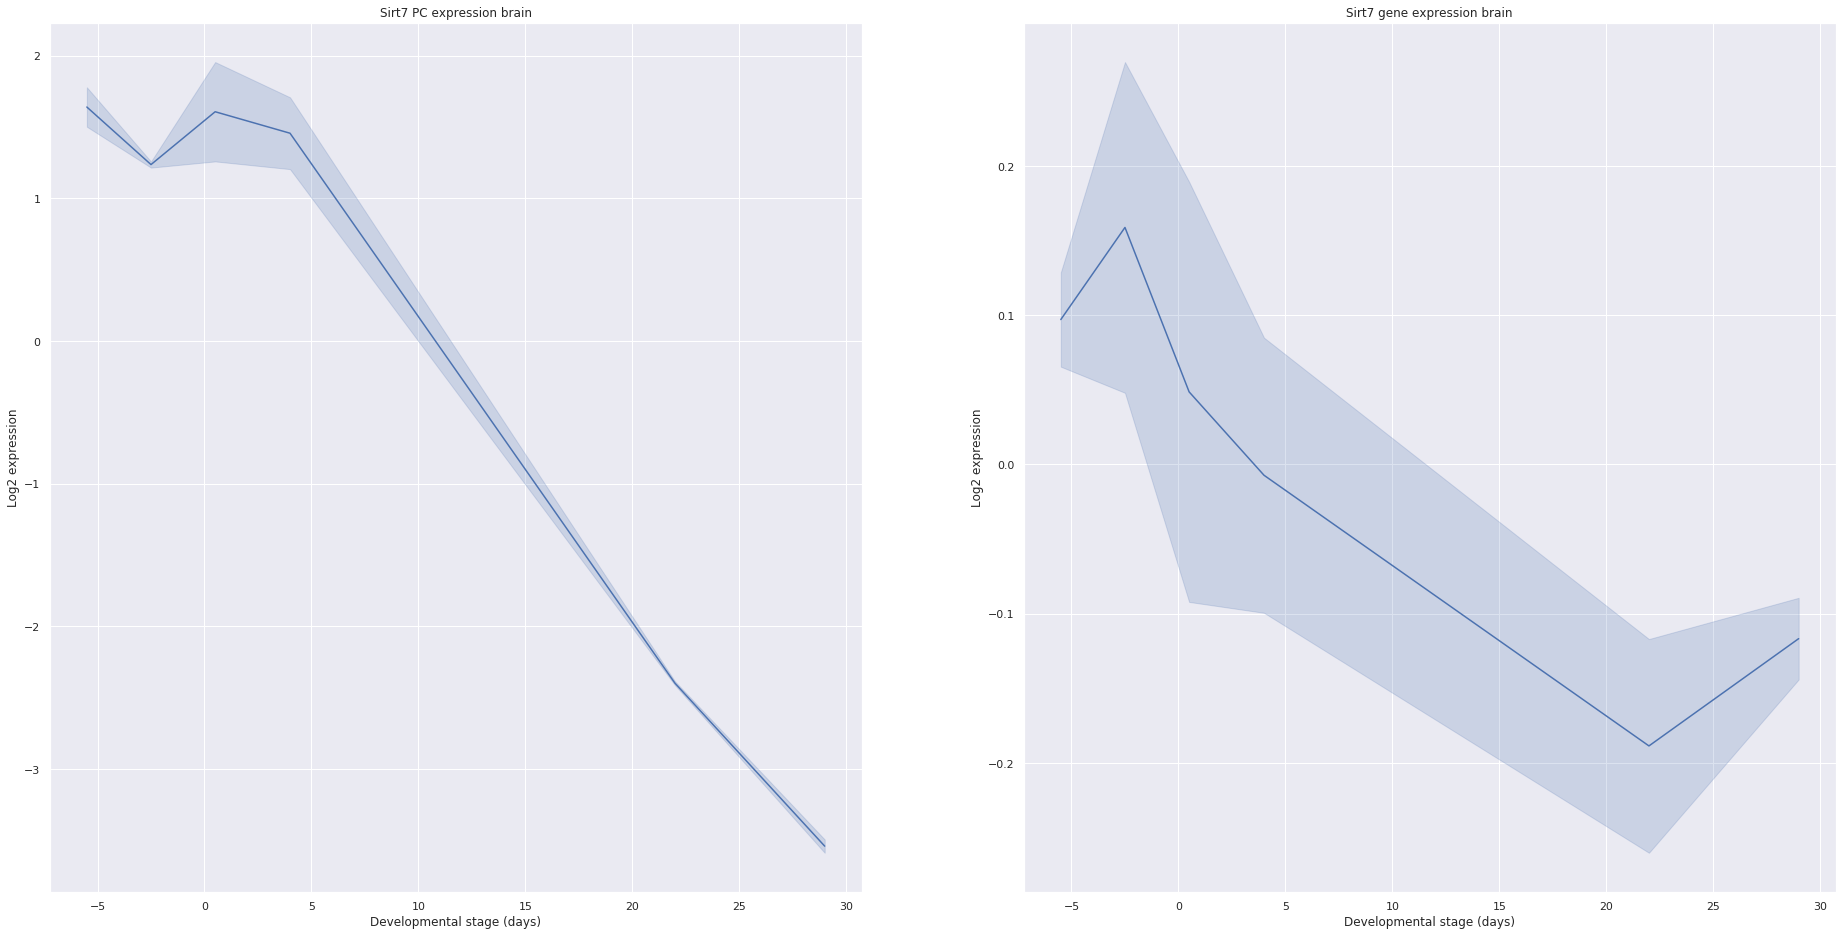 Sirt7 PC expression brain
2
1
0
−1
−2
−3
Log2 expression
−5 0 5 10 15 20 25 30
Developmental stage (days)
Sirt7 gene expression brain
0.2
0.1
0.0
−0.1
−0.2
Log2 expression
−5 0 5 10 15 20 25 30
Developmental stage (days)